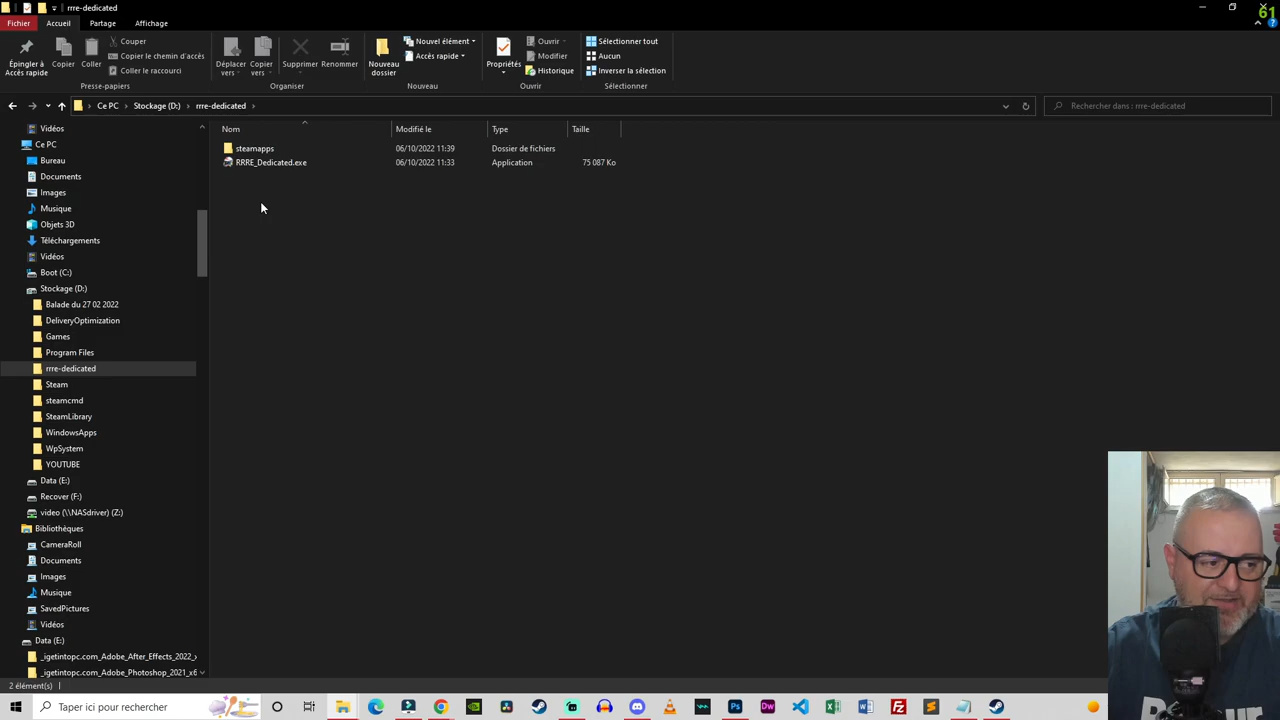 rrre-dedicated
61
Fichier Accueil Partage Affichage
Épingler à Accès rapide
Copier
Coller
Couper
Copier le chemin d'accès
Coller le raccourci
Presse-papiers
Déplacer vers
Copier vers
Supprimer
Renommer
Organiser
Nouveau dossier
Nouvel élément
Accès rapide
Nouveau
Propriétés
Ouvrir
Modifier
Historique
Ouvrir
Sélectionner tout
Aucun
Inverser la sélection
Sélectionner
Ce PC > Stockage (D:) > rrre-dedicated >
Rechercher dans : rrre-dedicated
Nom Modifié le Type Taille
steamapps 06/10/2022 11:39 Dossier de fichiers
RRRE_Dedicated.exe 06/10/2022 11:33 Application 75 087 Ko
Vidéos
Ce PC
Bureau
Documents
Images
Musique
Objets 3D
Téléchargements
Vidéos
Boot (C:)
Stockage (D:)
Balade du 27 02 2022
DeliveryOptimization
Games
Program Files
rrre-dedicated
Steam
steamcmd
SteamLibrary
WindowsApps
WpSystem
YOUTUBE
Data (E:)
Recover (F:)
video (\\NASdriver) (Z:)
Bibliothèques
CameraRoll
Documents
Images
Musique
SavedPictures
Vidéos
Data (E:)
_igetintopc.com_Adobe_After_Effects_2022_x
_igetintopc.com_Adobe_Photoshop_2021_x6
2 élément(s)
Taper ici pour rechercher